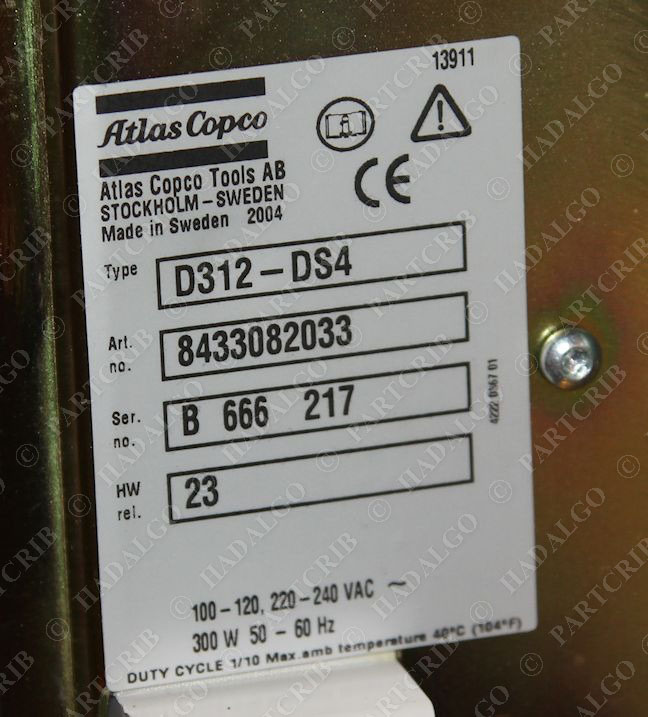 13911
Atlas Copco
Atlas Copco Tools AB
STOCKHOLM-SWEDEN
Made in Sweden 2004
CE
Type D312-DS4
Art. no. 8433082033
Ser. no. B 666 217
HW rel. 23
4222 0567 01
100-120, 220-240 VAC ~
300 W 50 - 60 Hz
DUTY CYCLE 1/10 Max amb temperature 40°C (104°F)
© PARTCRIB
© HADALGO